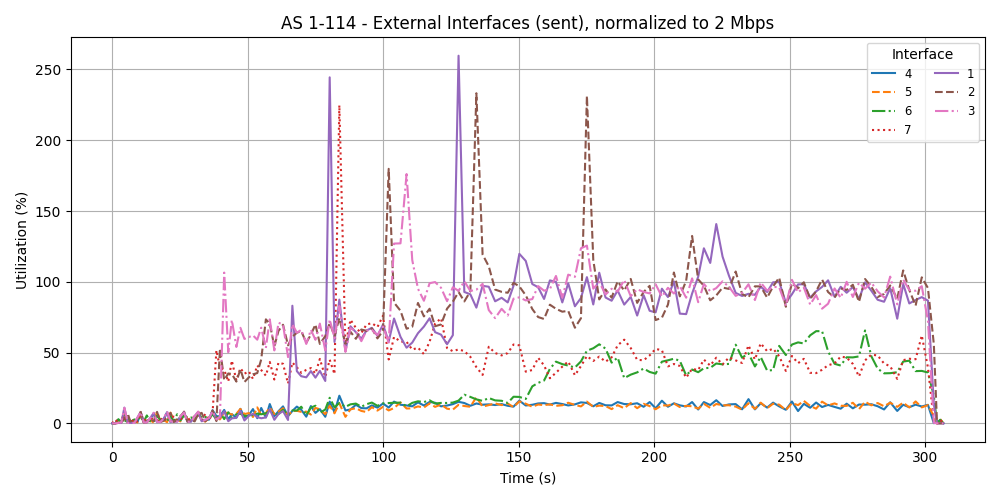 AS 1-114 - External Interfaces (sent), normalized to 2 Mbps
Interface
4 1
5 2
6 3
7
Utilization (%)
250
200
150
100
50
0
0 50 100 150 200 250 300
Time (s)